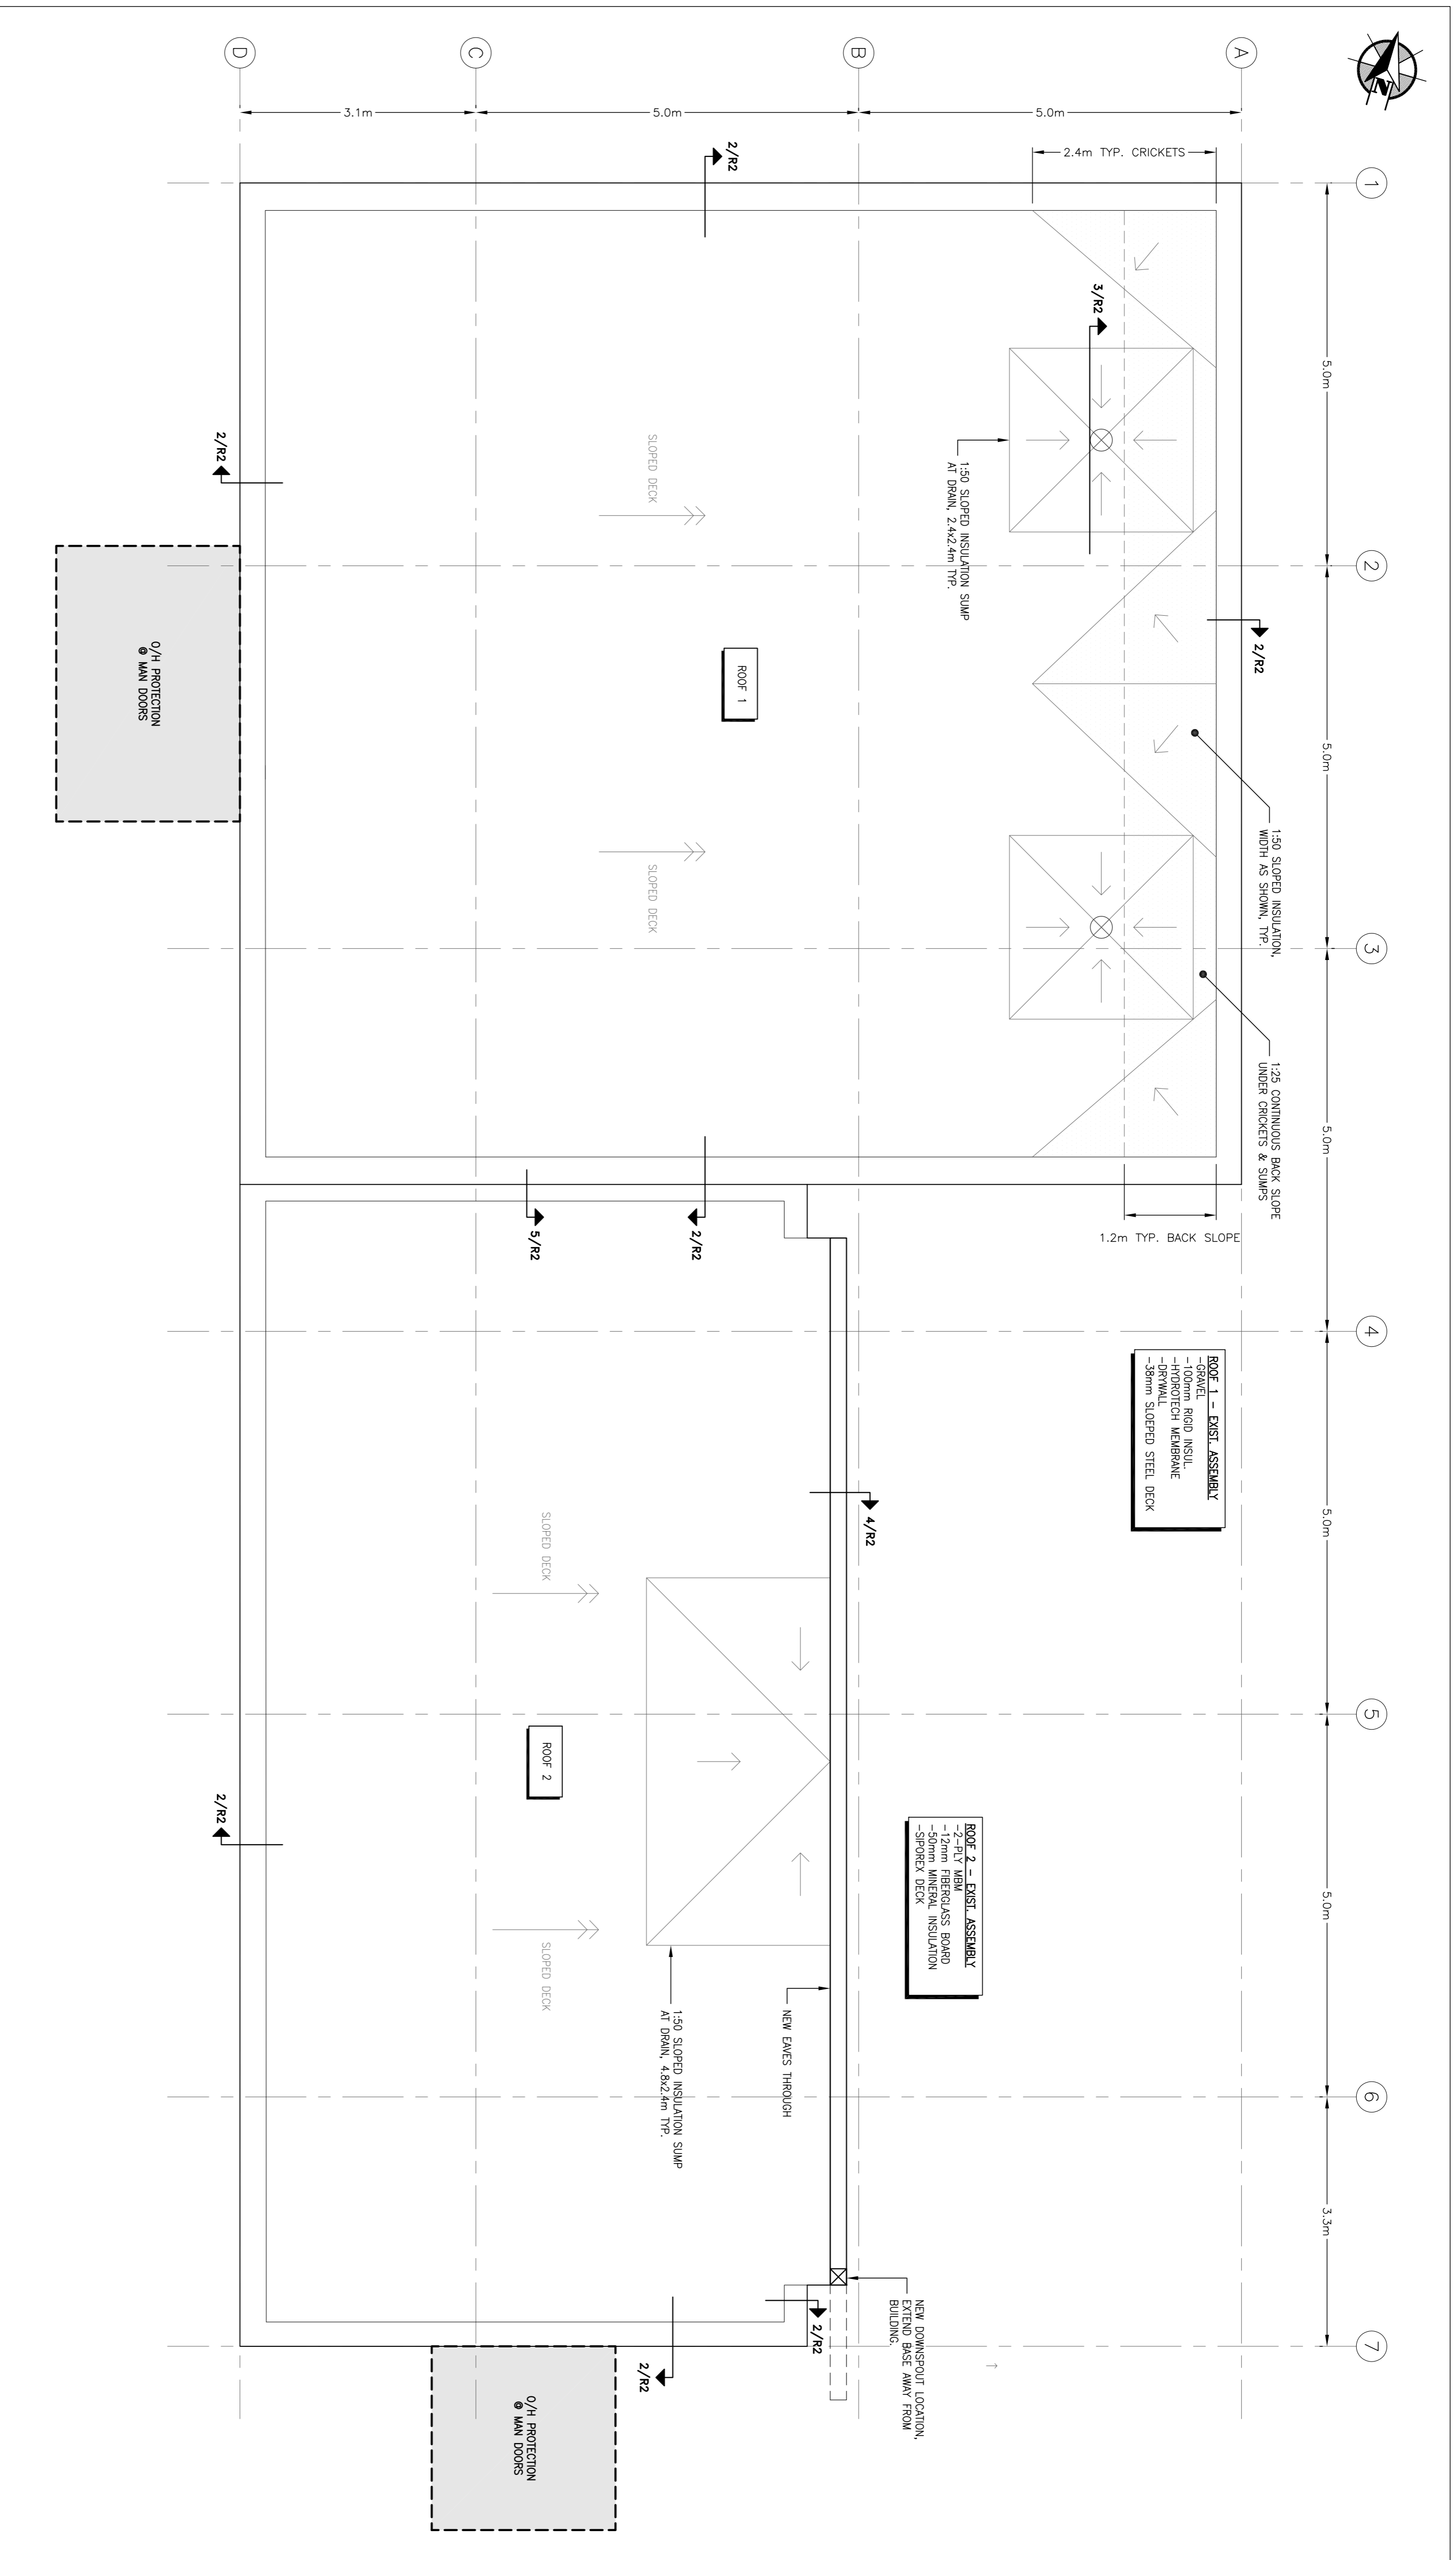 N
A
B
C
D
1
2
3
4
5
6
7
5.0m
5.0m
5.0m
5.0m
5.0m
3.3m
5.0m
5.0m
3.1m
2.4m TYP. CRICKETS
1.2m TYP. BACK SLOPE
2/R2
2/R2
3/R2
2/R2
2/R2
5/R2
4/R2
2/R2
2/R2
2/R2
1:50 SLOPED INSULATION,
WIDTH AS SHOWN, TYP.
1:25 CONTINUOUS BACK SLOPE
UNDER CRICKETS & SUMPS
1:50 SLOPED INSULATION SUMP
AT DRAIN, 2.4x2.4m TYP.
SLOPED DECK
SLOPED DECK
ROOF 1
O/H PROTECTION
@ MAN DOORS
ROOF 1 - EXIST. ASSEMBLY
-GRAVEL
-100mm RIGID INSUL.
-HYDROTECH MEMBRANE
-DRYWALL
-38mm SLOEPED STEEL DECK
ROOF 2 - EXIST. ASSEMBLY
-2-PLY MBM
-12mm FIBERGLASS BOARD
-50mm MINERAL INSULATION
-SIPOREX DECK
NEW DOWNSPOUT LOCATION,
EXTEND BASE AWAY FROM
BUILDING.
NEW EAVES THROUGH
1:50 SLOPED INSULATION SUMP
AT DRAIN, 4.8x2.4m TYP.
SLOPED DECK
SLOPED DECK
ROOF 2
O/H PROTECTION
@ MAN DOORS